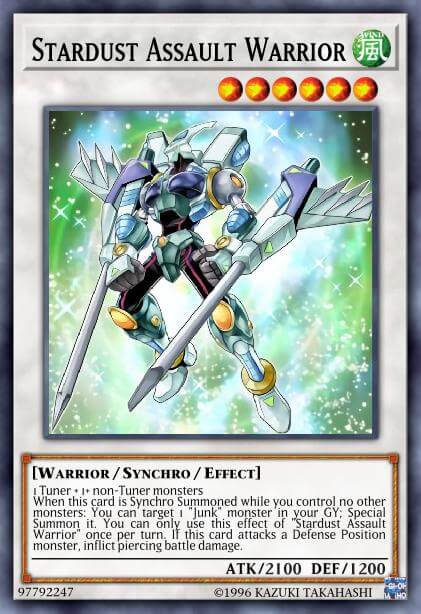 STARDUST ASSAULT WARRIOR
WIND
風
[WARRIOR / SYNCHRO / EFFECT]
1 Tuner + 1+ non-Tuner monsters
When this card is Synchro Summoned while you control no other
monsters: You can target 1 "Junk" monster in your GY; Special
Summon it. You can only use this effect of "Stardust Assault
Warrior" once per turn. If this card attacks a Defense Position
monster, inflict piercing battle damage.
ATK/2100 DEF/1200
97792247
©1996 KAZUKI TAKAHASHI